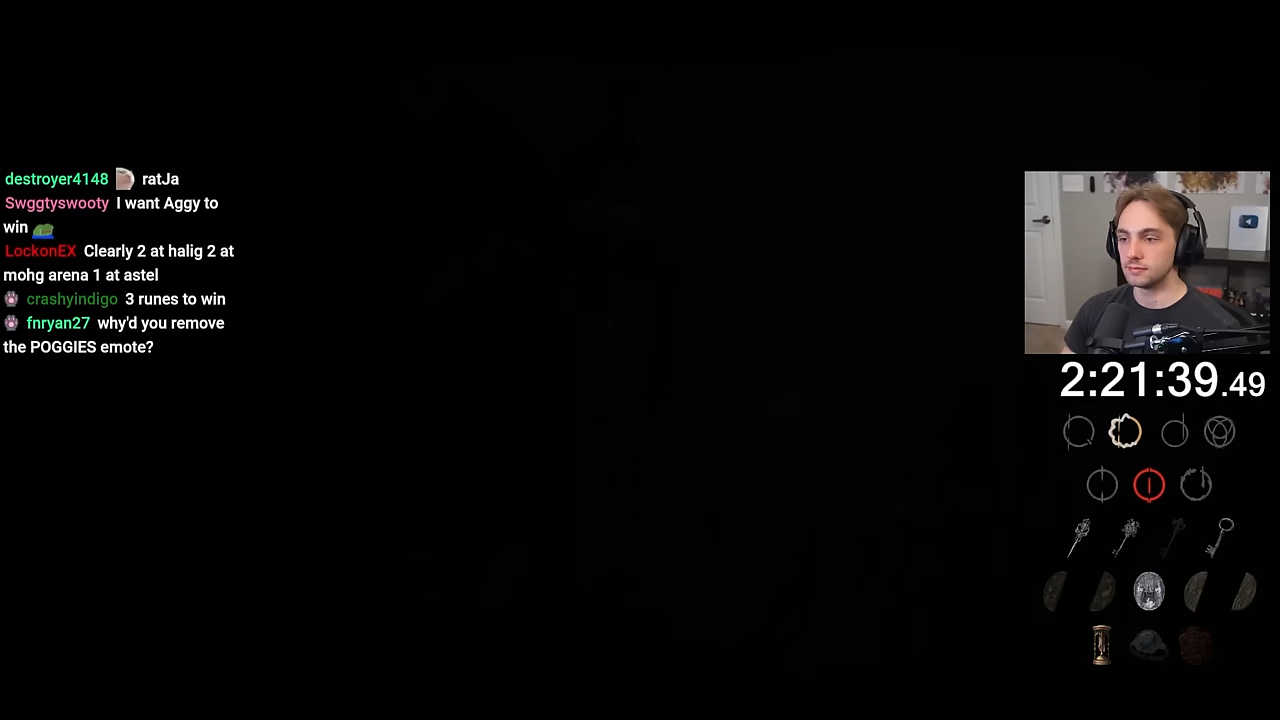 destroyer4148 ratJa
Swggtyswooty I want Aggy to
win
LockonEX Clearly 2 at halig 2 at
mohg arena 1 at astel
crashyindigo 3 runes to win
fnryan27 why'd you remove
the POGGIES emote?
2:21:39.49